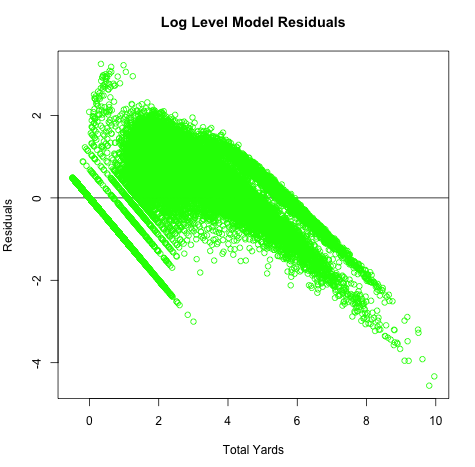 Log Level Model Residuals
2
0
-2
-4
Residuals
0 2 4 6 8 10
Total Yards